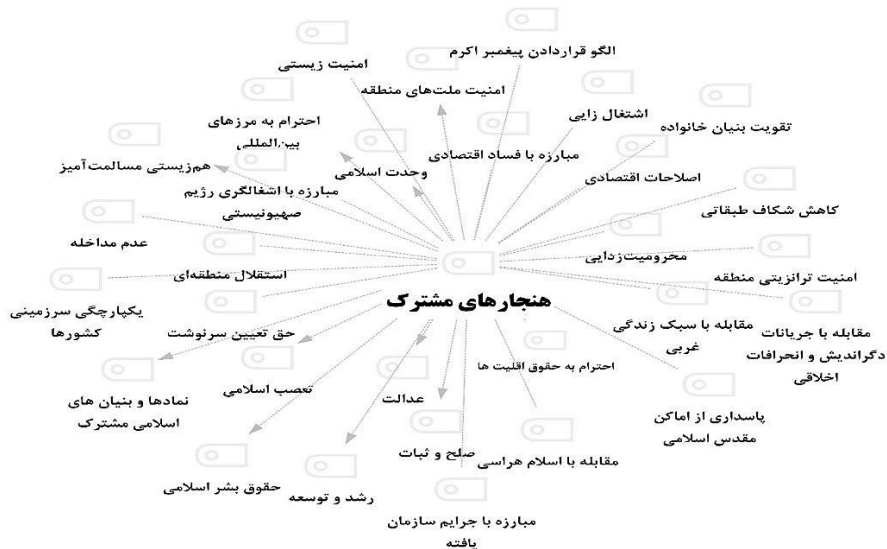 الگو قراردادن پیغمبر اکرم
امنیت زیستی
امنیت ملت‌های منطقه
اشتغال زایی
تقویت بنیان خانواده
احترام به مرزهای
بین‌المللی
مبارزه با فساد اقتصادی
هم‌زیستی مسالمت‌آمیز
وحدت اسلامی
اصلاحات اقتصادی
مبارزه با اشغالگری رژیم
صهیونیستی
کاهش شکاف طبقاتی
عدم مداخله
محرومیت‌زدایی
استقلال منطقه‌ای
امنیت ترانزیتی منطقه
هنجارهای مشترک
یکپارچگی سرزمینی
کشورها
حق تعیین سرنوشت
مقابله با سبک زندگی
غربی
مقابله با جریانات
دگراندیش و انحرافات
اخلاقی
احترام به حقوق اقلیت ها
نمادها و بنیان های
اسلامی مشترک
تعصب اسلامی
عدالت
پاسداری از اماکن
مقدس اسلامی
صلح و ثبات
مقابله با اسلام هراسی
حقوق بشر اسلامی
رشد و توسعه
مبارزه با جرایم سازمان
یافته